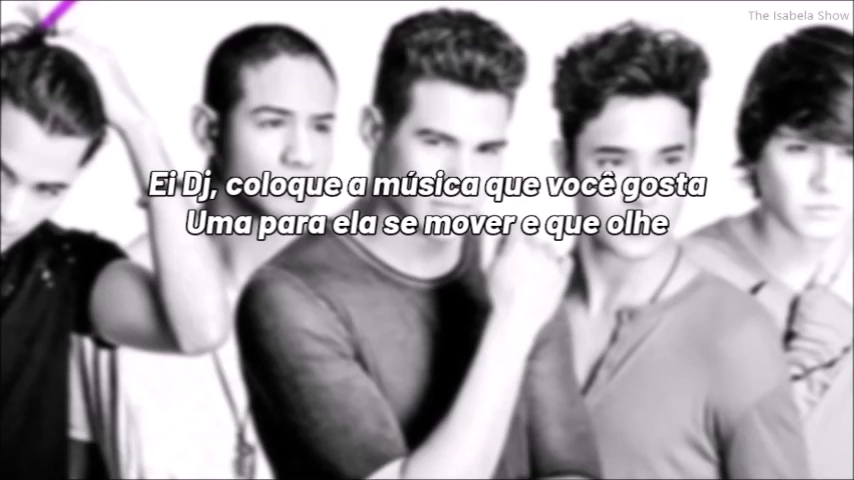 The Isabela Show
Ei Dj, coloque a música que você gosta
Uma para ela se mover e que olhe